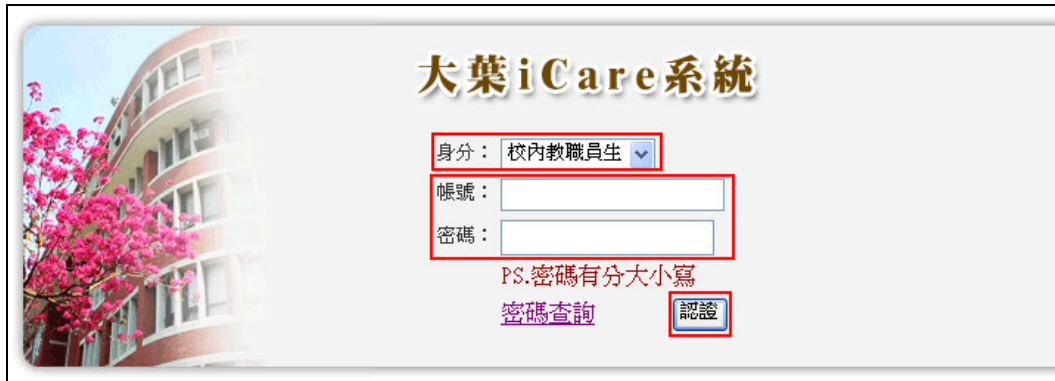 大葉iCare系統
身分： 校內教職員生
帳號：
密碼：
PS.密碼有分大小寫
密碼查詢 認證